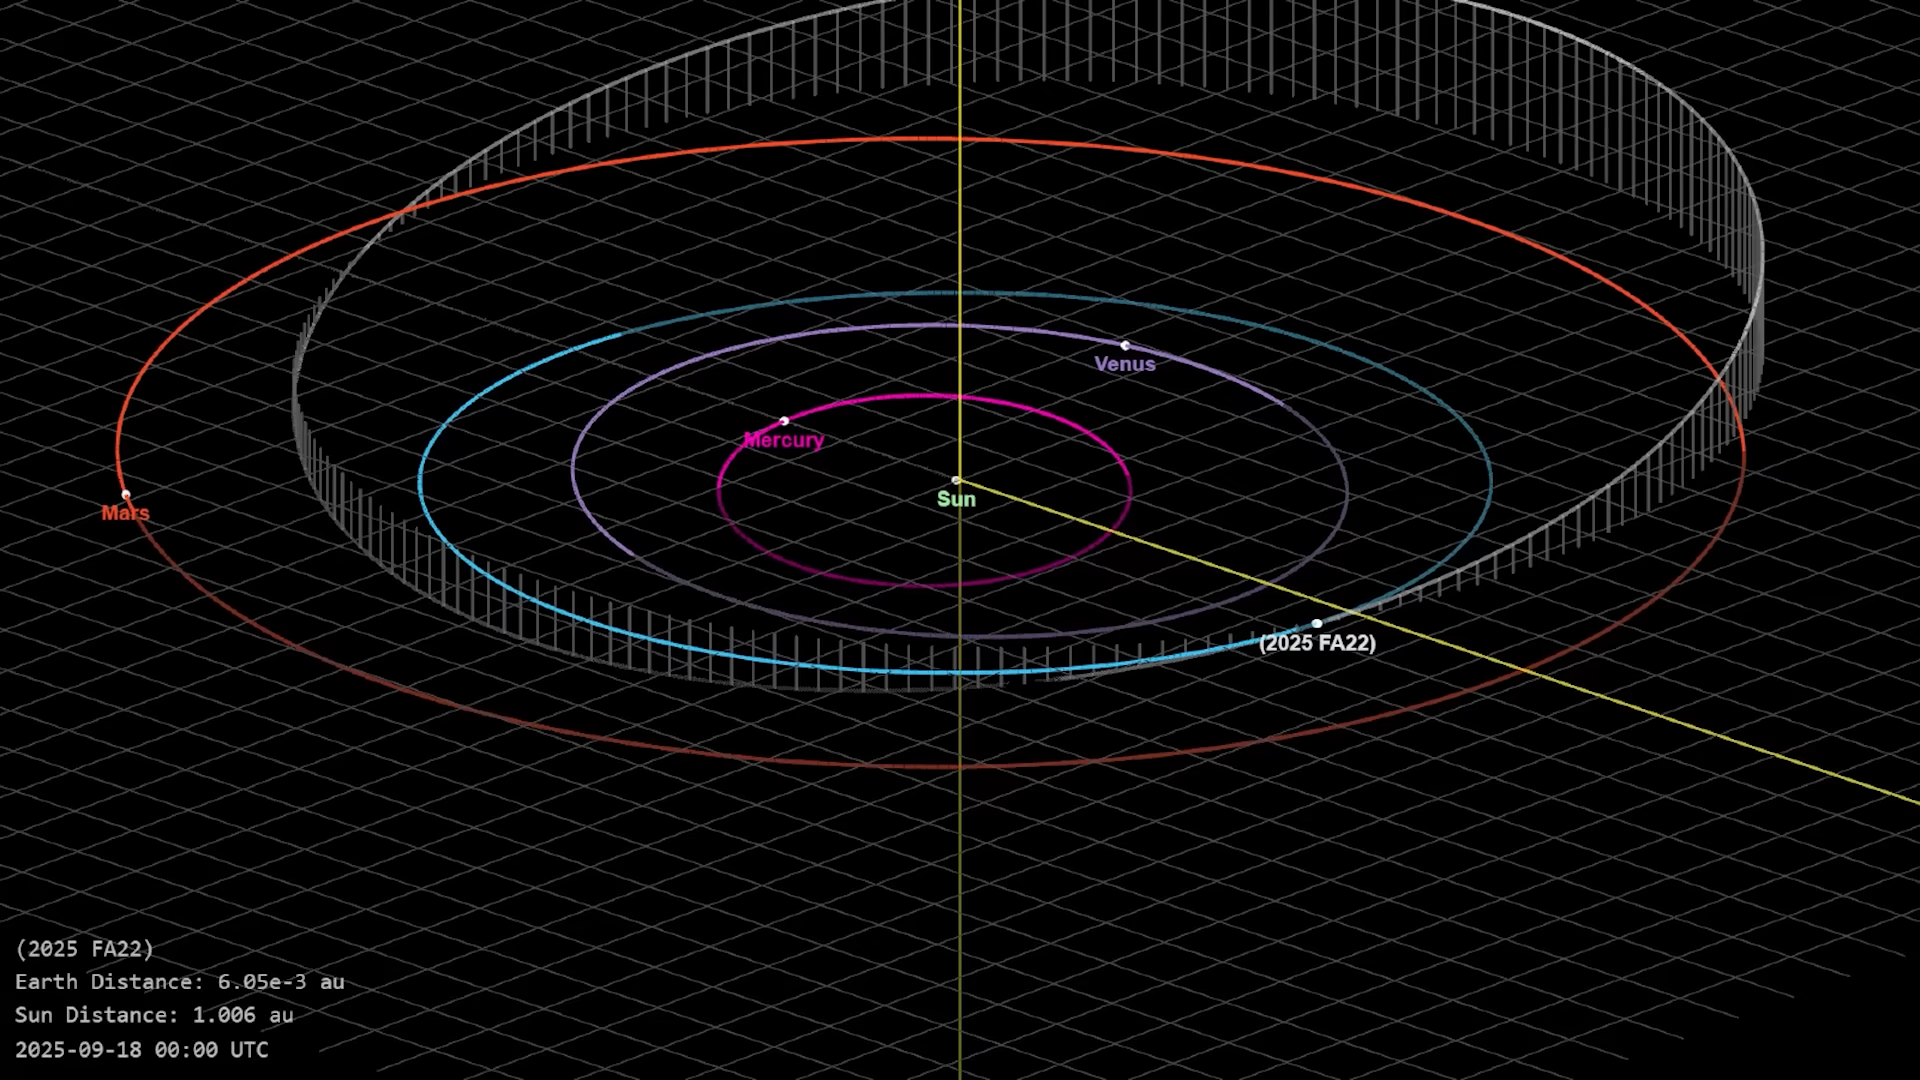 Venus
Mercury
Sun
Mars
(2025 FA22)
(2025 FA22)
Earth Distance: 6.05e-3 au
Sun Distance: 1.006 au
2025-09-18 00:00 UTC